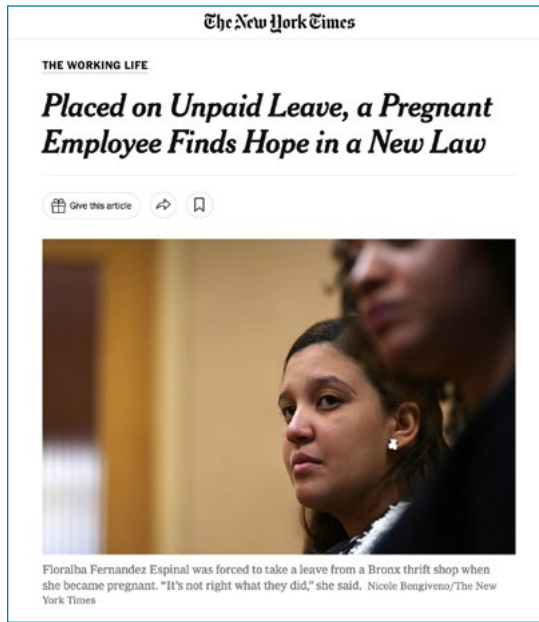 The New York Times
THE WORKING LIFE
Placed on Unpaid Leave, a Pregnant
Employee Finds Hope in a New Law
Give this article
Floralba Fernandez Espinal was forced to take a leave from a Bronx thrift shop when
she became pregnant. “It's not right what they did,” she said. Nicole Bengiveno/The New
York Times